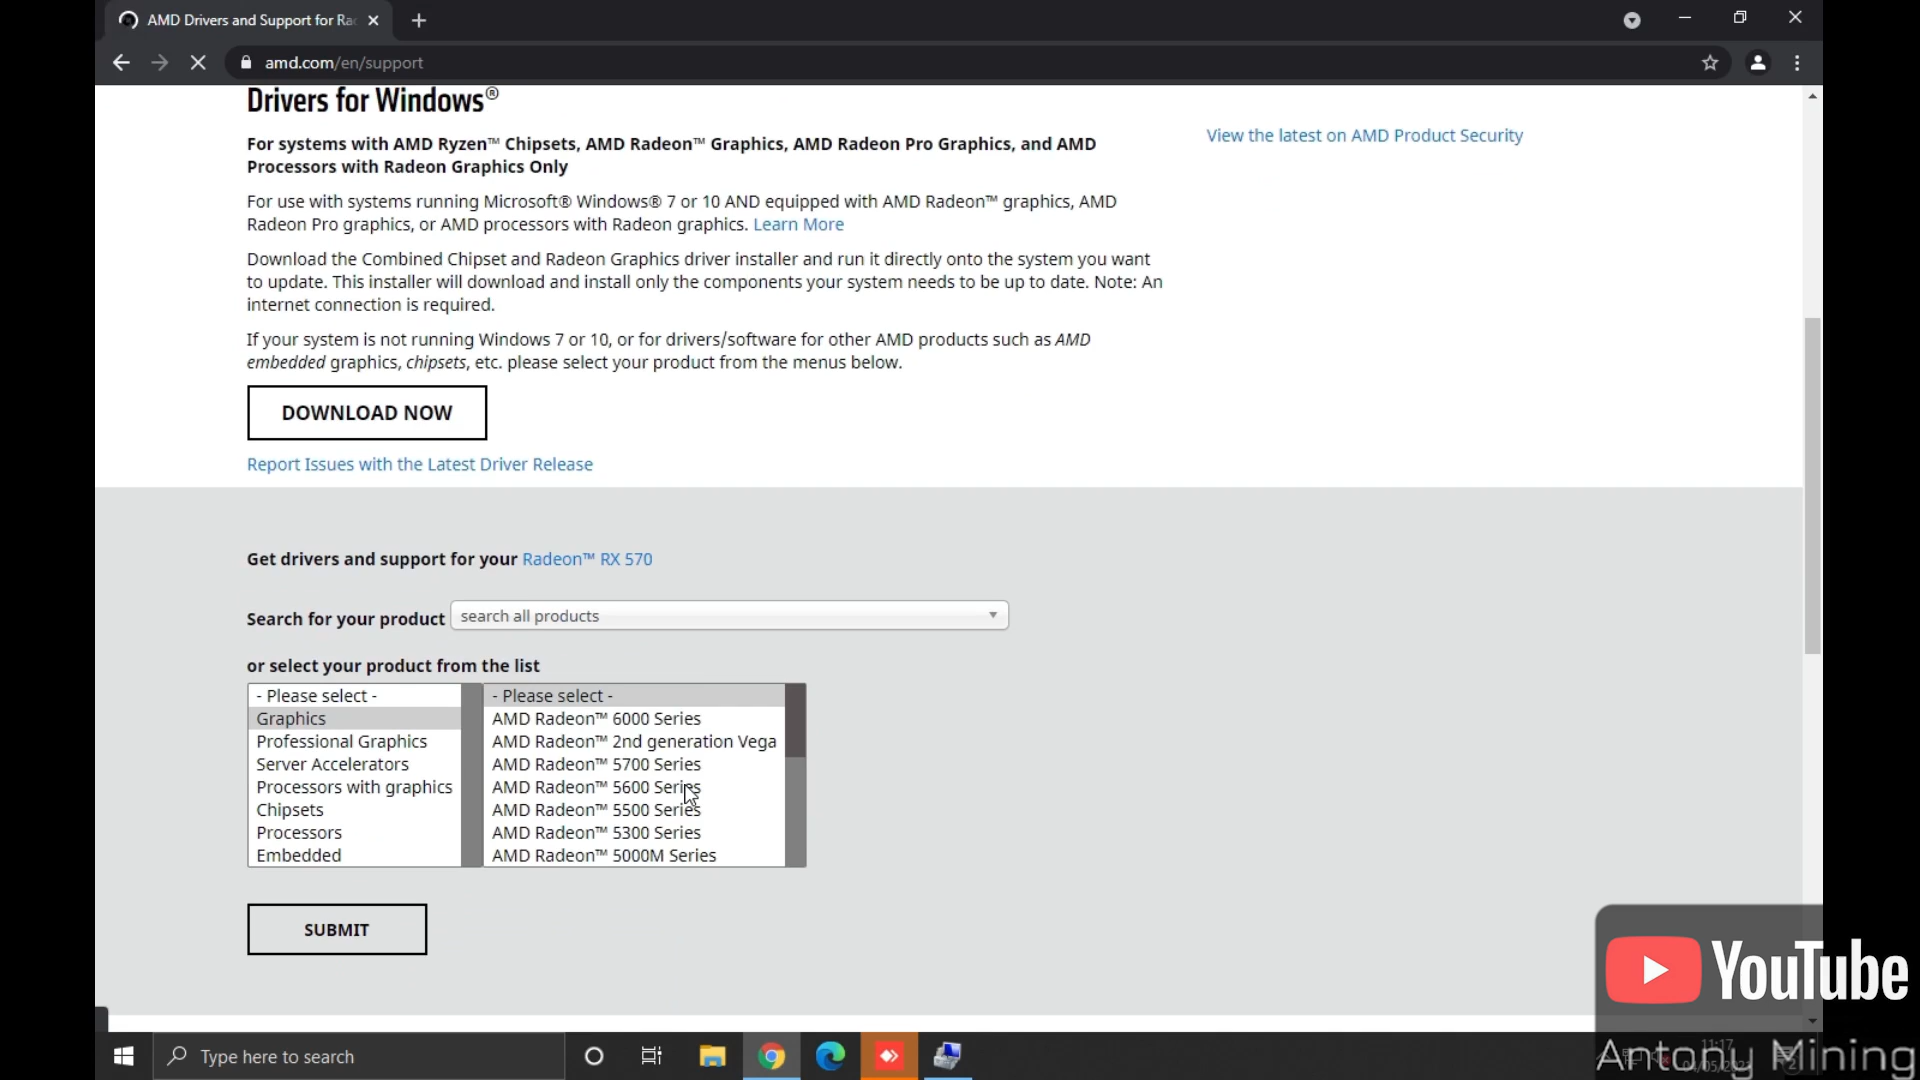 AMD Drivers and Support for Ra
amd.com/en/support
Drivers for Windows®
For systems with AMD Ryzen™ Chipsets, AMD Radeon™ Graphics, AMD Radeon Pro Graphics, and AMD
Processors with Radeon Graphics Only
View the latest on AMD Product Security
For use with systems running Microsoft® Windows® 7 or 10 AND equipped with AMD Radeon™ graphics, AMD
Radeon Pro graphics, or AMD processors with Radeon graphics. Learn More
Download the Combined Chipset and Radeon Graphics driver installer and run it directly onto the system you want
to update. This installer will download and install only the components your system needs to be up to date. Note: An
internet connection is required.
If your system is not running Windows 7 or 10, or for drivers/software for other AMD products such as AMD
embedded graphics, chipsets, etc. please select your product from the menus below.
DOWNLOAD NOW
Report Issues with the Latest Driver Release
Get drivers and support for your Radeon™ RX 570
Search for your product search all products
or select your product from the list
- Please select -
Graphics
Professional Graphics
Server Accelerators
Processors with graphics
Chipsets
Processors
Embedded
- Please select -
AMD Radeon™ 6000 Series
AMD Radeon™ 2nd generation Vega
AMD Radeon™ 5700 Series
AMD Radeon™ 5600 Series
AMD Radeon™ 5500 Series
AMD Radeon™ 5300 Series
AMD Radeon™ 5000M Series
SUBMIT
YouTube
Type here to search
11:17
Antony Mining